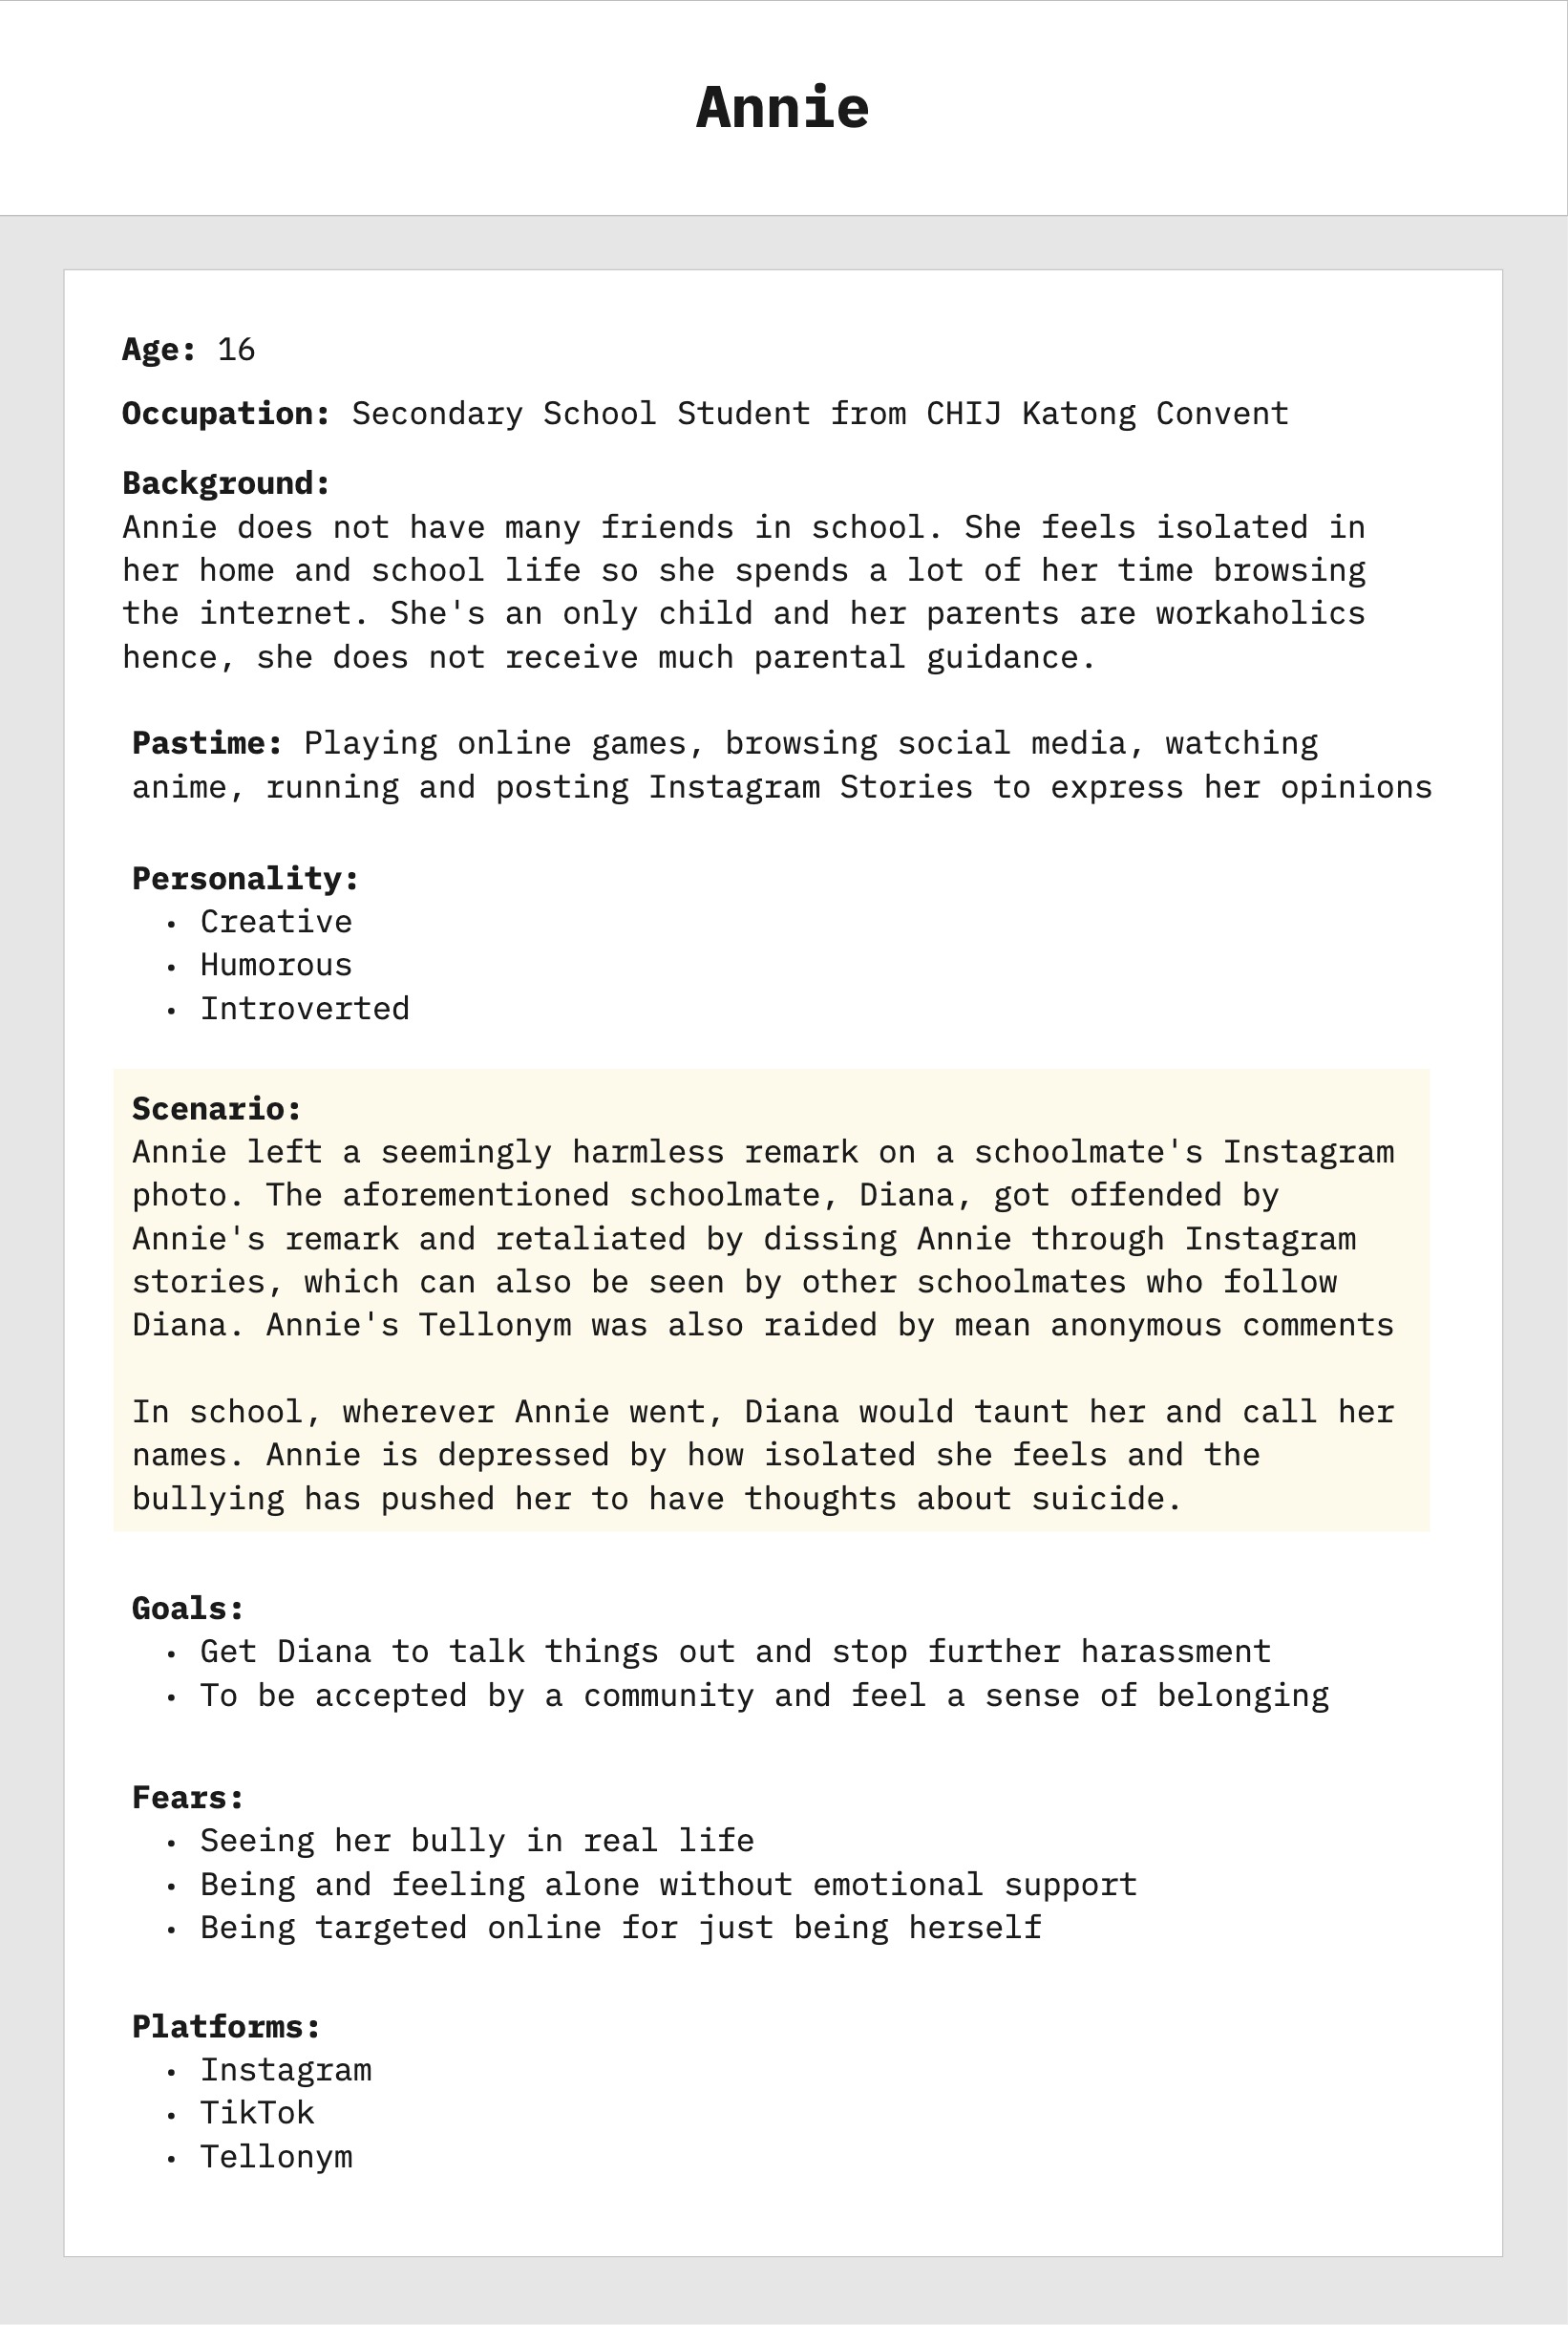 Annie
Age: 16
Occupation: Secondary School Student from CHIJ Katong Convent
Background:
Annie does not have many friends in school. She feels isolated in
her home and school life so she spends a lot of her time browsing
the internet. She's an only child and her parents are workaholics
hence, she does not receive much parental guidance.
Pastime: Playing online games, browsing social media, watching
anime, running and posting Instagram Stories to express her opinions
Personality:
• Creative
• Humorous
• Introverted
Scenario:
Annie left a seemingly harmless remark on a schoolmate's Instagram
photo. The aforementioned schoolmate, Diana, got offended by
Annie's remark and retaliated by dissing Annie through Instagram
stories, which can also be seen by other schoolmates who follow
Diana. Annie's Tellonym was also raided by mean anonymous comments
In school, wherever Annie went, Diana would taunt her and call her
names. Annie is depressed by how isolated she feels and the
bullying has pushed her to have thoughts about suicide.
Goals:
• Get Diana to talk things out and stop further harassment
• To be accepted by a community and feel a sense of belonging
Fears:
• Seeing her bully in real life
• Being and feeling alone without emotional support
• Being targeted online for just being herself
Platforms:
• Instagram
• TikTok
• Tellonym